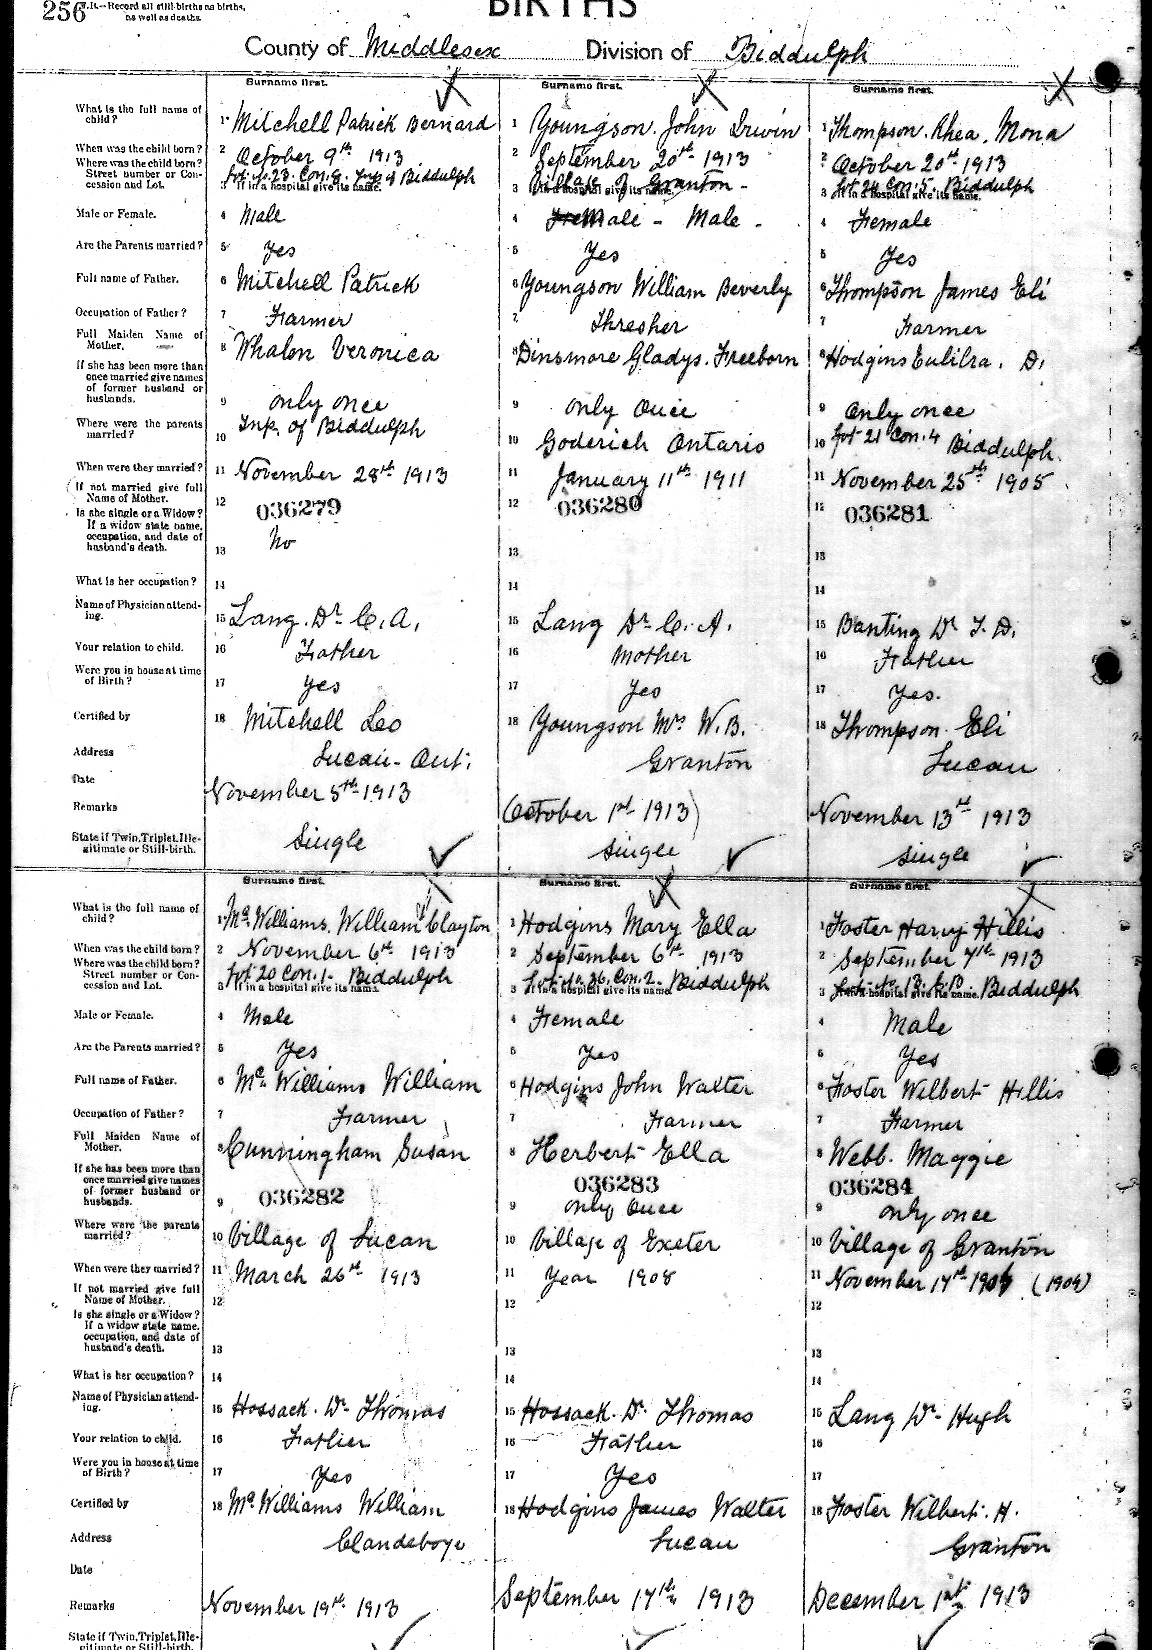 256
N.B.—Record all still-births as births,
as well as deaths.
BIRTHS
County of Middlesex Division of Biddulph
Surname first.
What is the full name of child?
1 Mitchell Patrick Bernard
When was the child born?
2 October 9th 1913
Where was the child born? Street number or Concession and Lot.
3 If in a hospital give its name. Biddulph
Male or Female.
4 Male
Are the Parents married?
5 Yes
Full name of Father.
6 Mitchell Patrick
Occupation of Father?
7 Farmer
Full Maiden Name of Mother.
8 Whalen Veronica
If she has been more than once married give names of former husband or husbands.
9 only once
Where were the parents married?
10 Tnp. of Biddulph
When were they married?
11 November 28th 1913
If not married give full Name of Mother.
12 036279
Is she single or a Widow? If a widow state name, occupation, and date of husband's death.
13 No
What is her occupation?
14
Name of Physician attending.
15 Lang. Dr. C. A.
Your relation to child.
16 Father
Were you in house at time of Birth?
17 Yes
Certified by
18 Mitchell Leo
Address
Lucan Ont.
Date
November 5th 1913
Remarks
State if Twin, Triplet, Illegitimate or Still-birth.
Single
Surname first.
1 Youngson. John Irwin
2 September 20th 1913
3 If in a hospital give its name. Village of Granton -
4 Male - Male -
5 Yes
6 Youngson William Beverly
7 Thresher
8 Dinsmore Gladys. Freeborn
9 only once
10 Goderich Ontario
11 January 11th 1911
12 036280
13
14
15 Lang Dr. C. A.
16 Mother
17 Yes
18 Youngson Mrs W. B.
Granton
(October 1st 1913)
Single
Surname first.
1 Thompson. Rhea. Mona
2 October 20th 1913
3 If in a hospital give its name. Lot 24 Con. 5. Biddulph
4 Female
5 Yes
6 Thompson James Eli
7 Farmer
8 Hodgins D.
9 Only once
10 Lot 21 Con. 4 Biddulph.
11 November 25th 1905
12 036281
13
14
15 Banting Dr T. D.
16 Father
17 Yes.
18 Thompson. Eli
Lucan
November 13th 1913
Single
Surname first.
What is the full name of child?
1 McWilliams. William Clayton
When was the child born?
2 November 6th 1913
Where was the child born? Street number or Concession and Lot.
3 If in a hospital give its name. Lot 20 Con. 1. Biddulph
Male or Female.
4 Male
Are the Parents married?
5 Yes
Full name of Father.
6 McWilliams William
Occupation of Father?
7 Farmer
Full Maiden Name of Mother.
8 Cunningham Susan
If she has been more than once married give names of former husband or husbands.
9 036282
Where were the parents married?
10 Village of Lucan
When were they married?
11 March 26th 1913
If not married give full Name of Mother.
12
Is she single or a Widow? If a widow state name, occupation, and date of husband's death.
13
What is her occupation?
14
Name of Physician attending.
15 Hossack. Dr. Thomas
Your relation to child.
16 Father
Were you in house at time of Birth?
17 Yes
Certified by
18 McWilliams William
Address
Clandeboye
Date
Remarks
November 19th 1913
State if Twin, Triplet, Illegitimate or Still-birth.
Surname first.
1 Hodgins Mary Ella
2 September 6th 1913
3 If in a hospital give its name. Lot No. 26. Con. 2. Biddulph
4 Female
5 Yes
6 Hodgins John Walter
7 Farmer
8 Herbert Ella
036283
9 only once
10 Village of Exeter
11 Year 1908
12
13
14
15 Hossack. Dr. Thomas
16 Father
17 Yes
18 Hodgins James Walter
Lucan
September 17th 1913
Surname first.
1 Foster Harvy Hillis
2 September 7th 1913
3 If in a hospital give its name. Biddulph
4 Male
5 Yes
6 Foster Wilbert Hillis
7 Farmer
8 Webb. Maggie
036284
9 only once
10 Village of Granton
11 November 17th (1909)
12
13
14
15 Lang Dr. Hugh
16
17
18 Foster Wilbert. H.
Granton
December 1st 1913